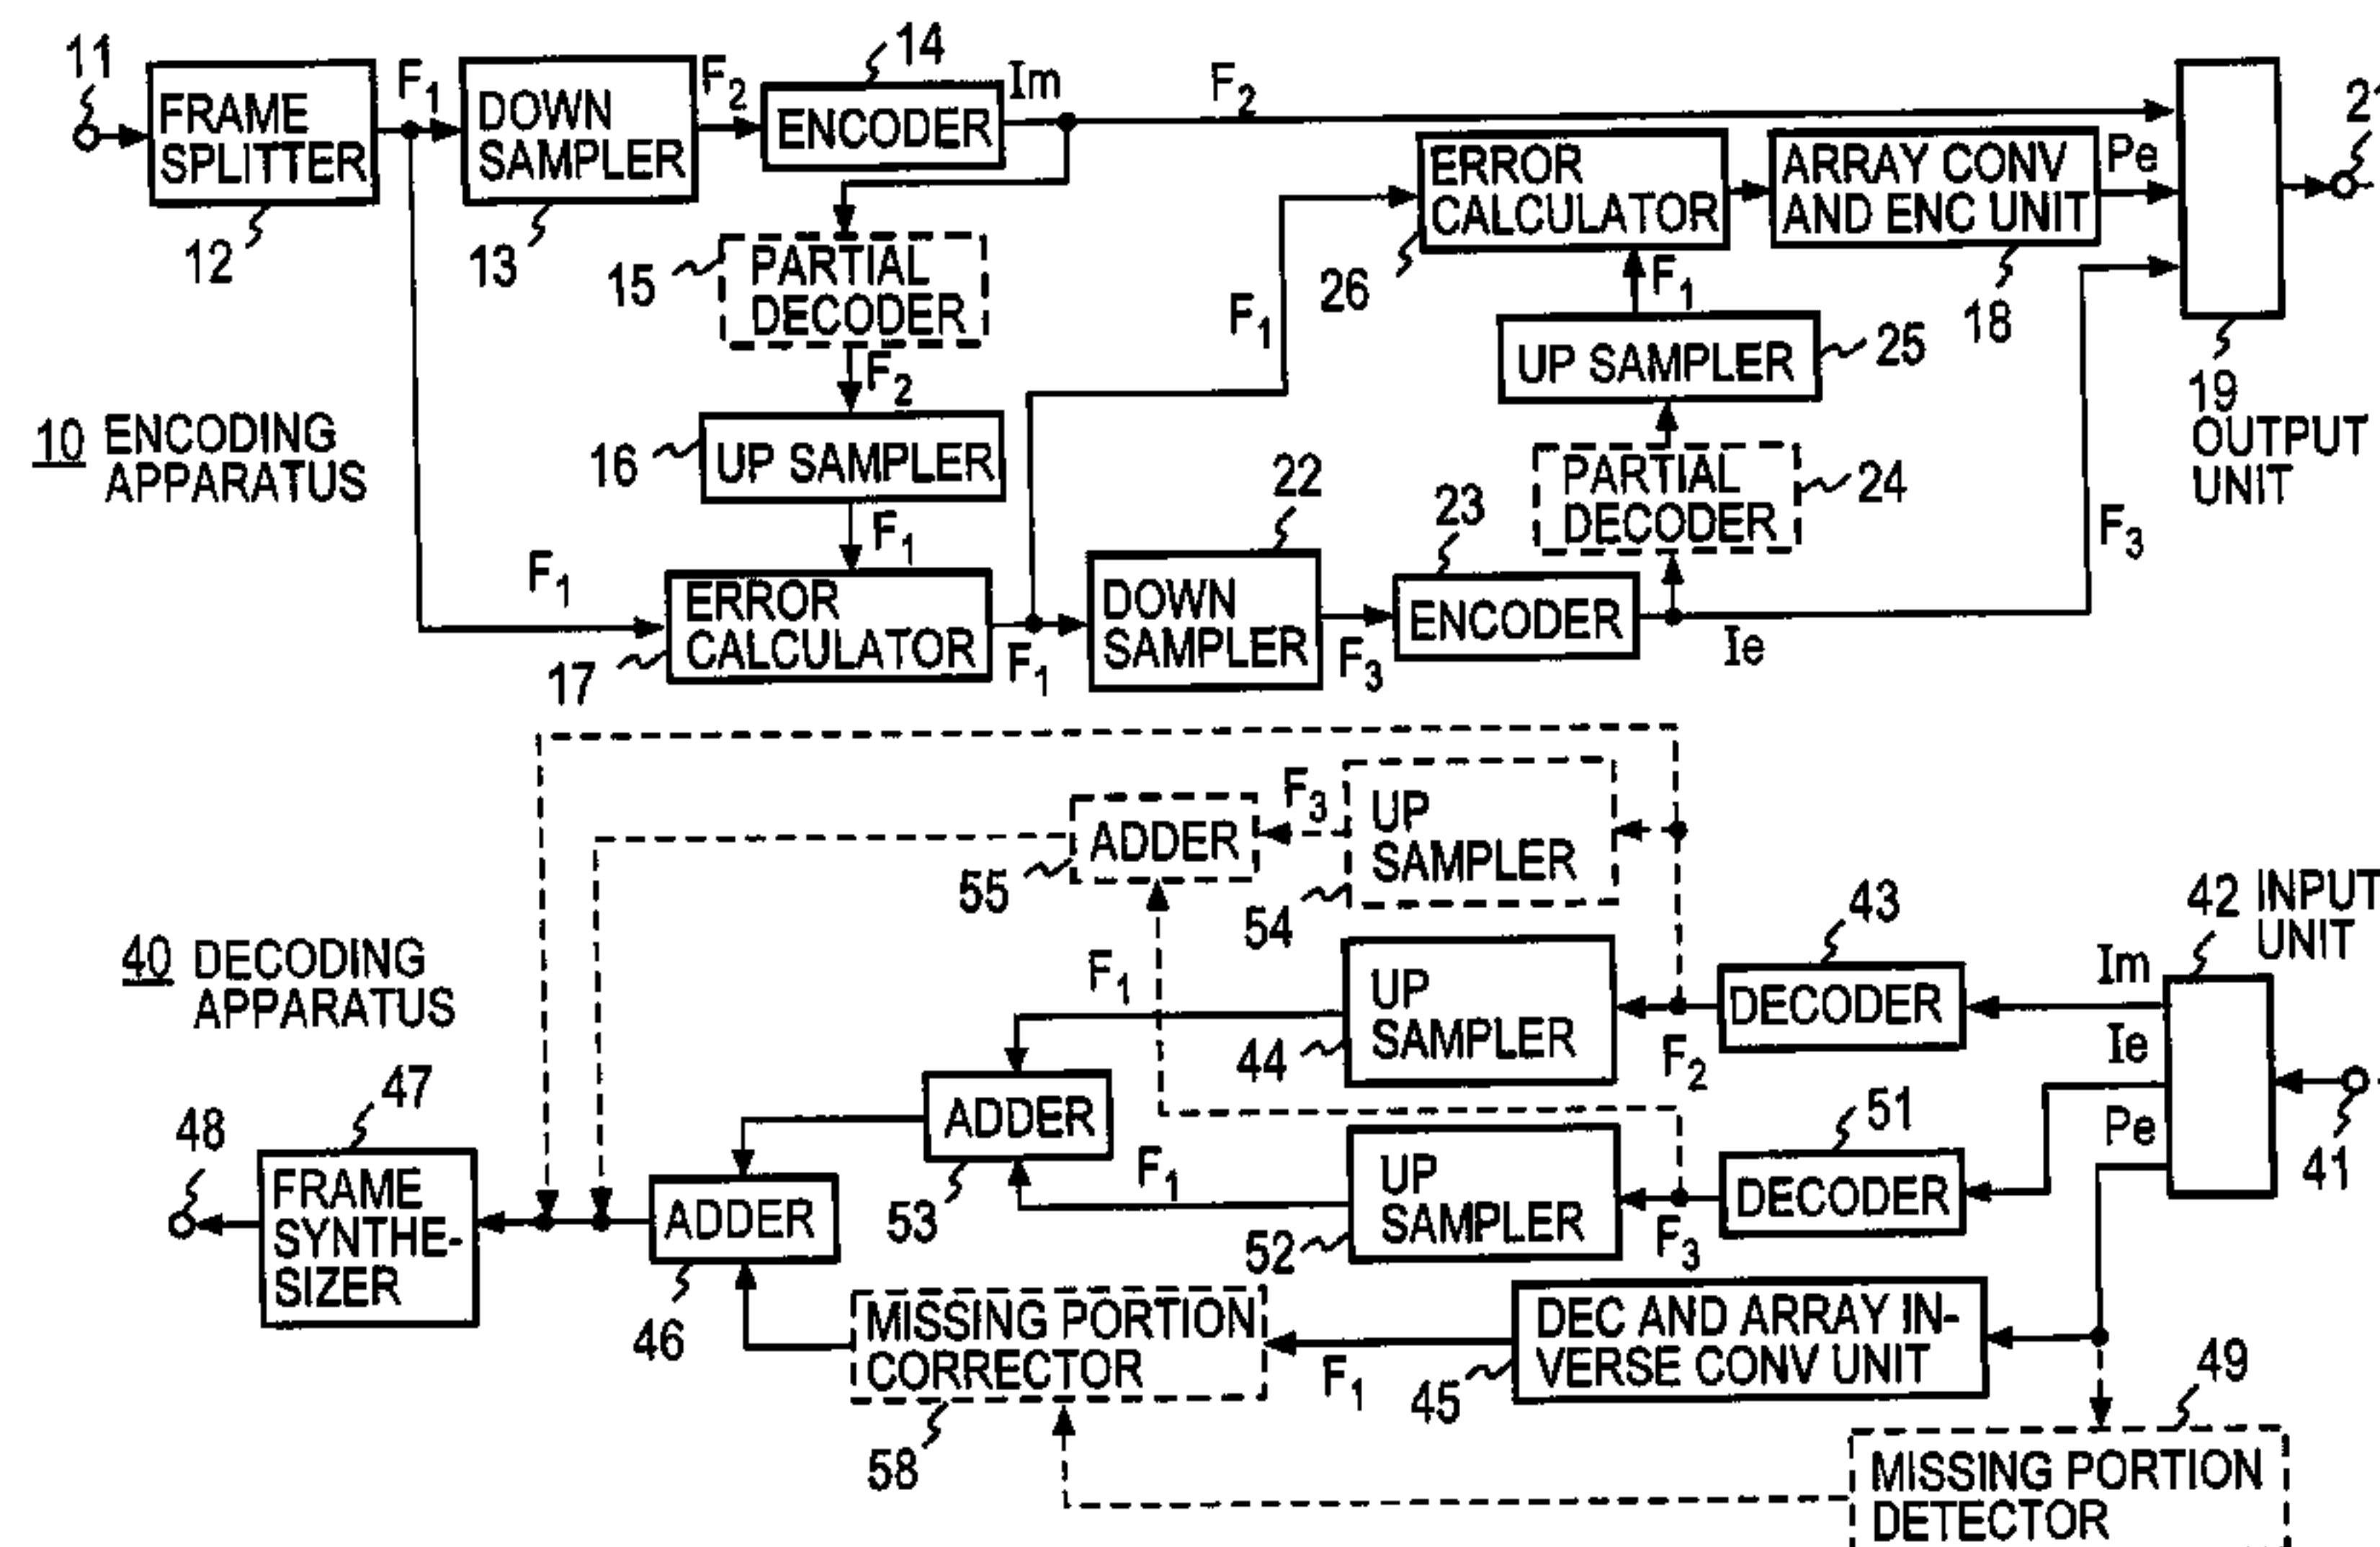 11
FRAME
SPLITTER
12
F1
DOWN
SAMPLER
13
F2
14
ENCODER
Im
F2
15
PARTIAL
DECODER
F2
16
UP SAMPLER
F1
10 ENCODING
APPARATUS
F1
ERROR
CALCULATOR
17
F1
F1
22
DOWN
SAMPLER
F3
23
ENCODER
Ie
PARTIAL
DECODER
24
UP SAMPLER
25
F1
ERROR
CALCULATOR
26
ARRAY CONV
AND ENC UNIT
18
Pe
F3
19
OUTPUT
UNIT
21
40 DECODING
APPARATUS
41
42 INPUT
UNIT
Im
Ie
Pe
43
DECODER
F2
UP
SAMPLER
44
F1
UP
SAMPLER
54
F3
ADDER
55
51
DECODER
F3
UP
SAMPLER
52
F1
ADDER
53
DEC AND ARRAY IN-
VERSE CONV UNIT
45
F1
49
MISSING PORTION
DETECTOR
MISSING PORTION
CORRECTOR
58
ADDER
46
47
FRAME
SYNTHE-
SIZER
48